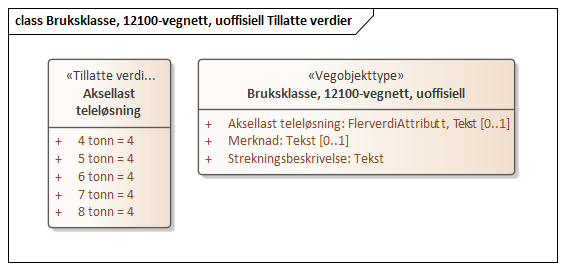 class Bruksklasse, 12100-vegnett, uoffisiell Tillatte verdier
«Tillatte verdi...
Aksellast
teleløsning
+ 4 tonn = 4
+ 5 tonn = 4
+ 6 tonn = 4
+ 7 tonn = 4
+ 8 tonn = 4
«Vegobjekttype»
Bruksklasse, 12100-vegnett, uoffisiell
+ Aksellast teleløsning: FlerverdiAttributt, Tekst [0..1]
+ Merknad: Tekst [0..1]
+ Strekningsbeskrivelse: Tekst